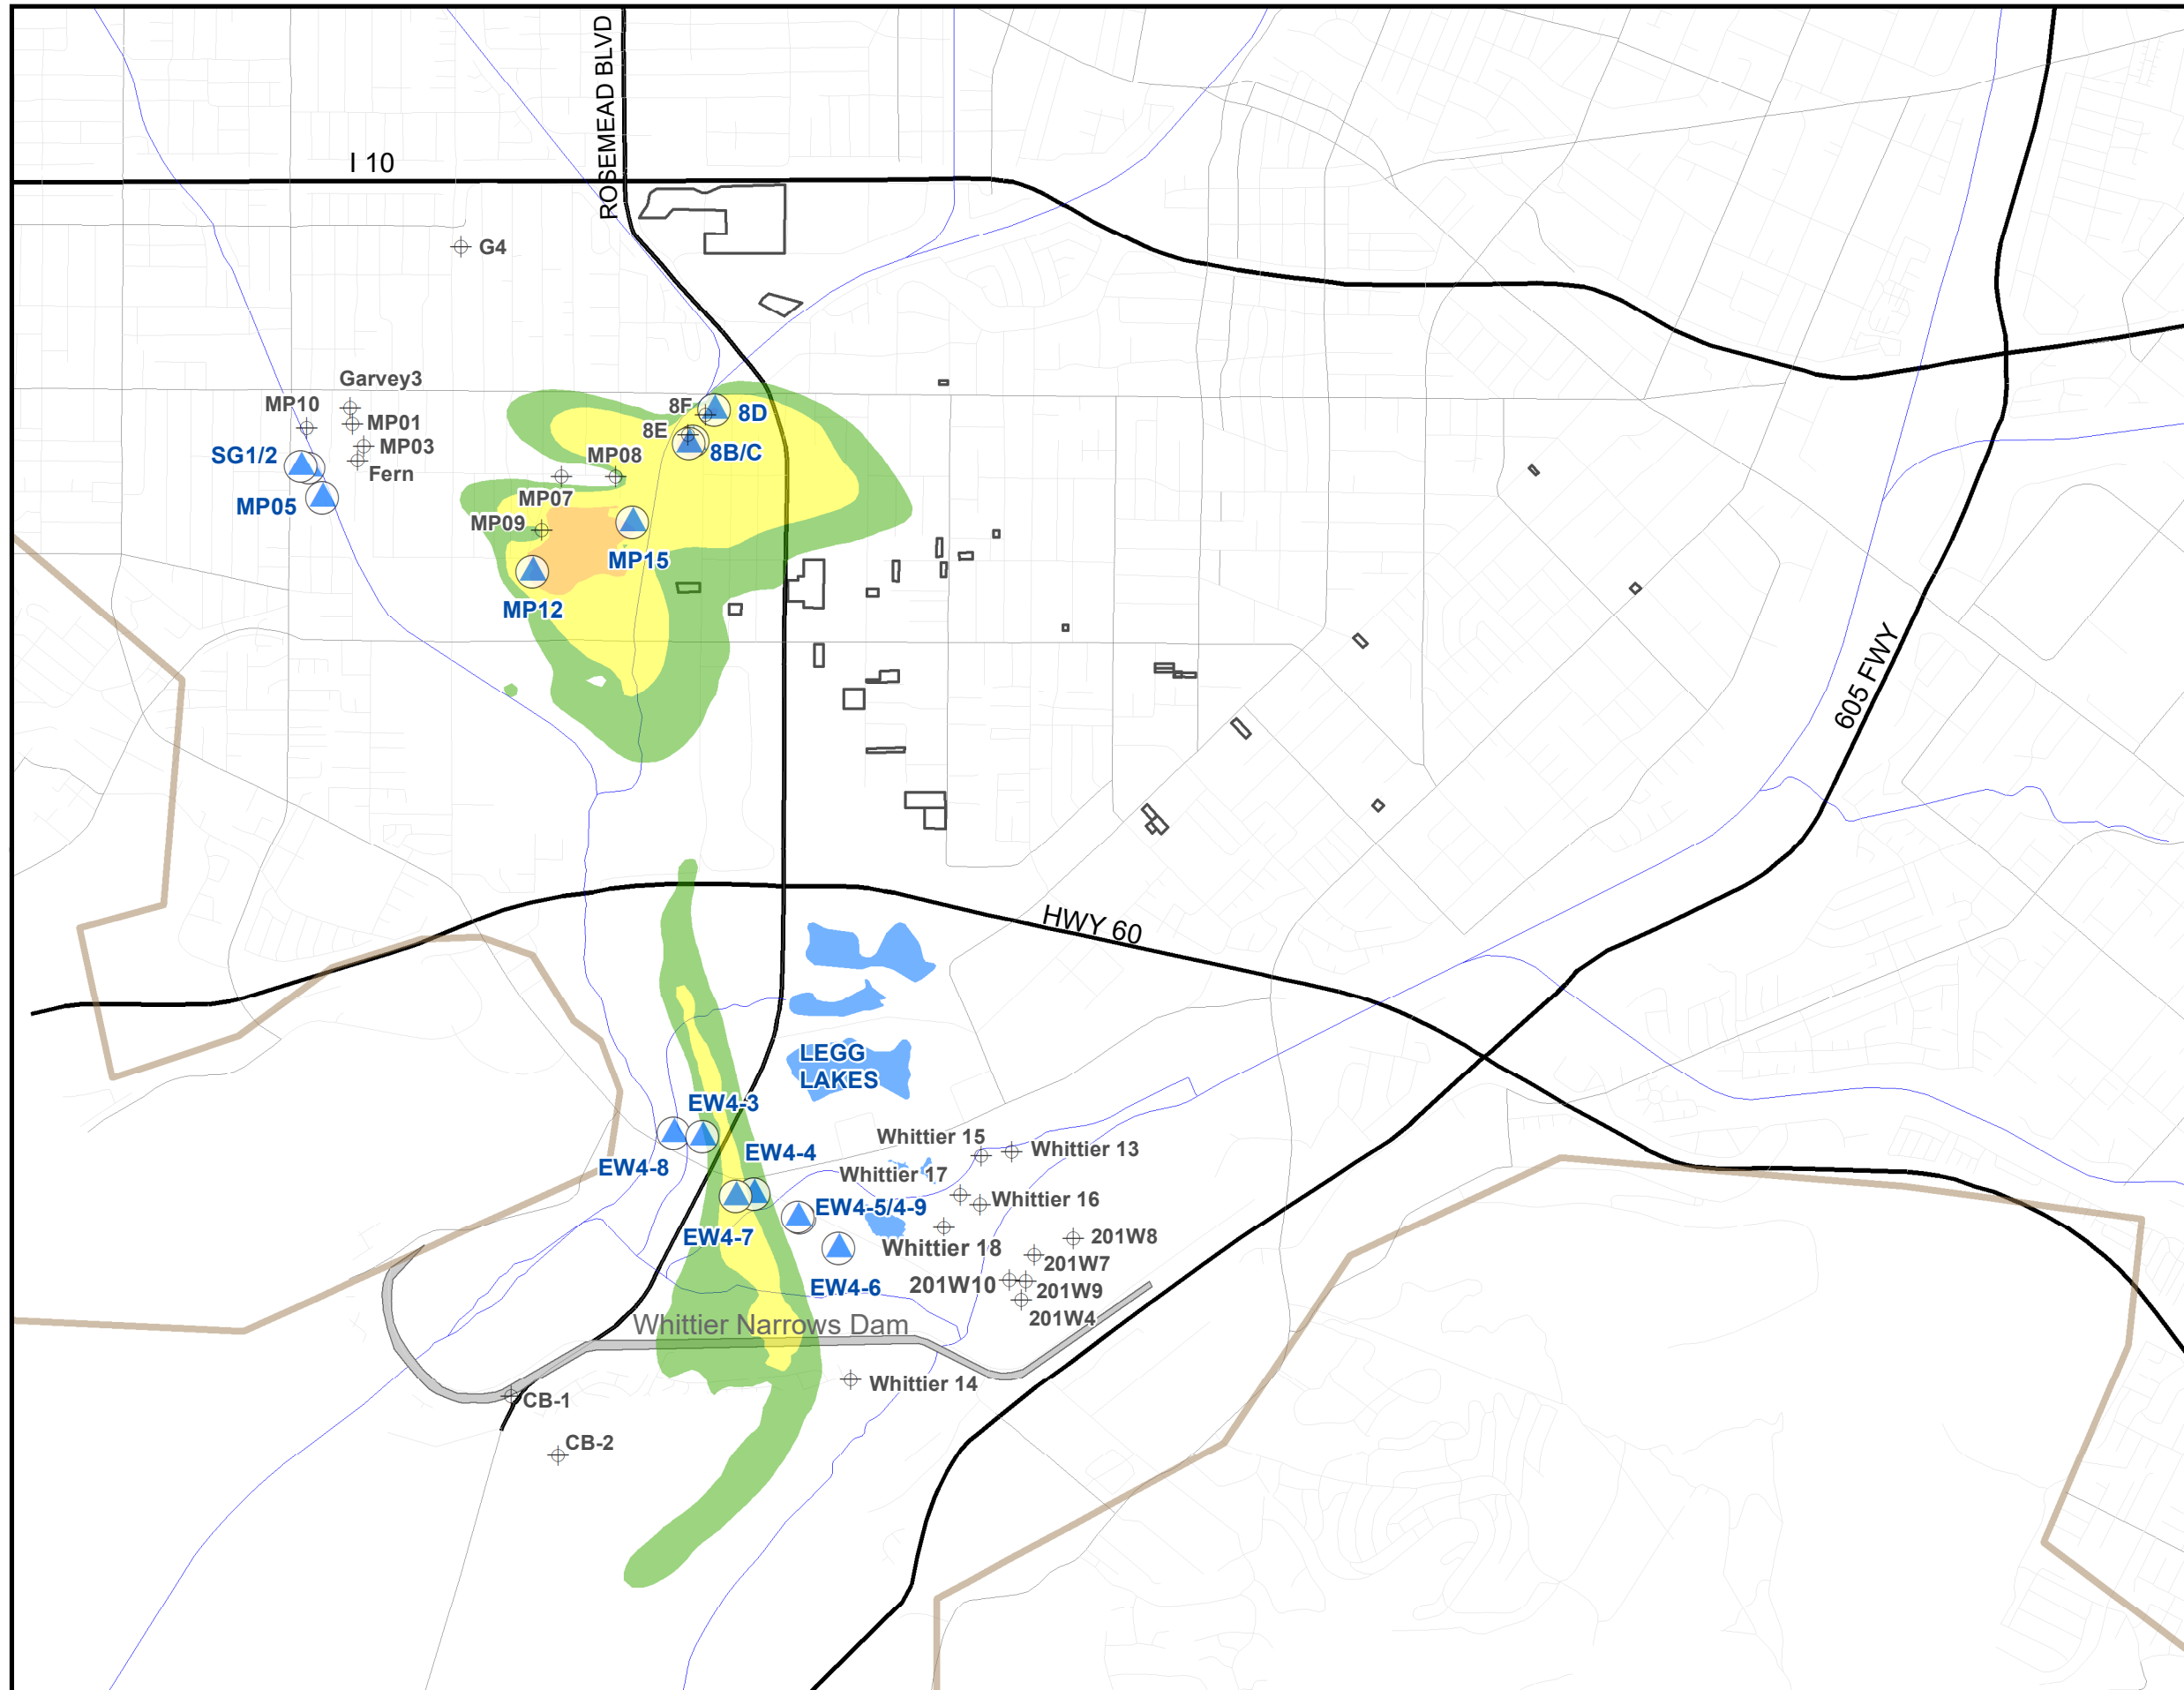 ROSEMEAD BLVD
I 10
G4
Garvey3
MP10
MP01
MP03
Fern
SG1/2
MP05
8F
8D
8E
8B/C
MP08
MP07
MP09
MP15
MP12
605 FWY
HWY 60
LEGG
LAKES
EW4-3
EW4-8
EW4-4
EW4-7
EW4-5/4-9
EW4-6
Whittier 15
Whittier 13
Whittier 17
Whittier 16
Whittier 18
201W8
201W7
201W10
201W9
201W4
Whittier Narrows Dam
Whittier 14
CB-1
CB-2